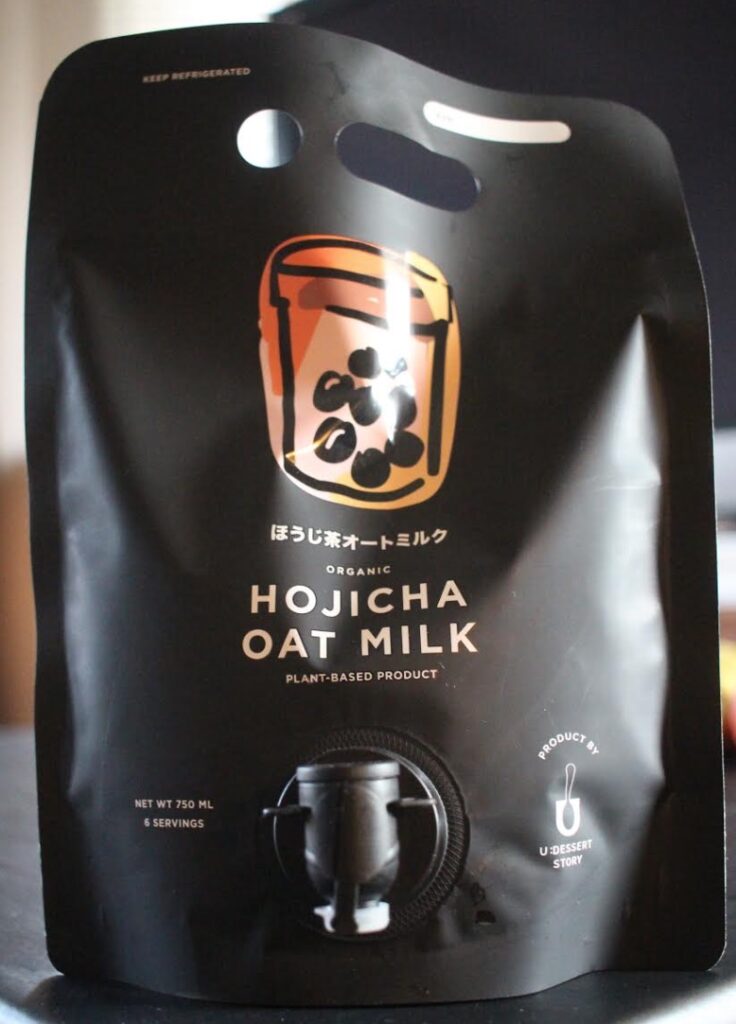 KEEP REFRIGERATED
ほうじ茶オートミルク
ORGANIC
HOJICHA
OAT MILK
PLANT-BASED PRODUCT
NET WT 750 ML
6 SERVINGS
PRODUCT BY
U :DESSERT
STORY